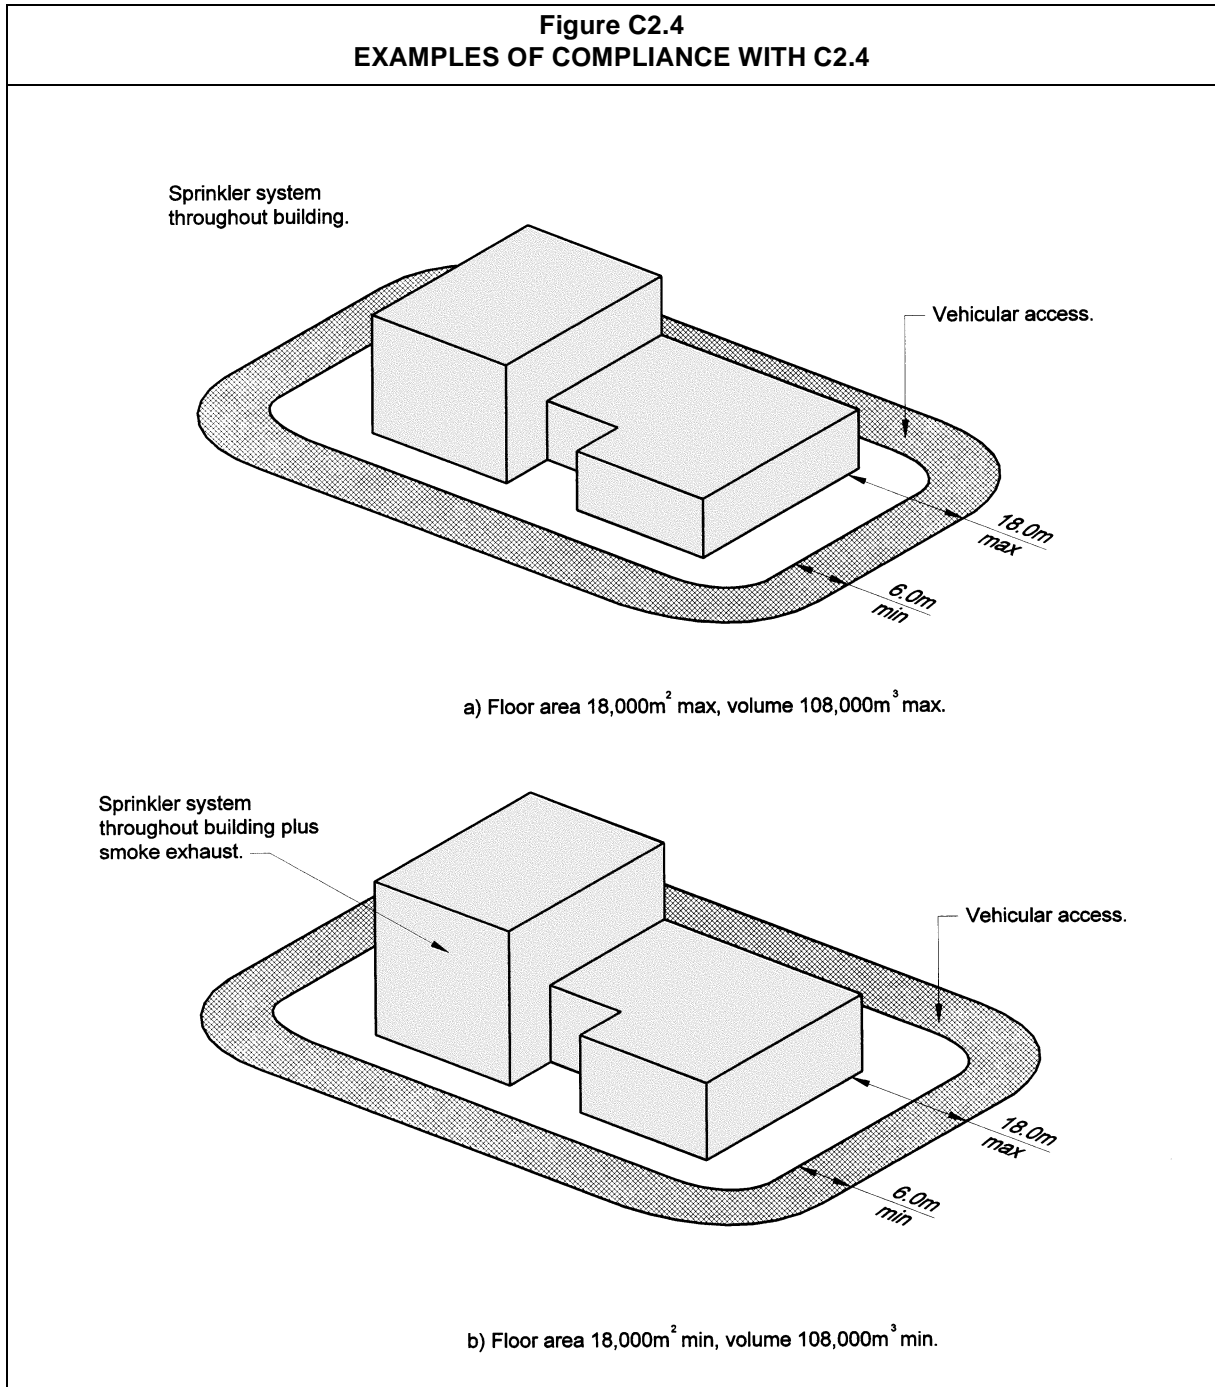 Figure C2.4
EXAMPLES OF COMPLIANCE WITH C2.4
Sprinkler system
throughout building.
Vehicular access.
18.0m
max
6.0m
min
a) Floor area 18,000m² max, volume 108,000m³ max.
Sprinkler system
throughout building plus
smoke exhaust.
Vehicular access.
18.0m
max
6.0m
min
b) Floor area 18,000m² min, volume 108,000m³ min.